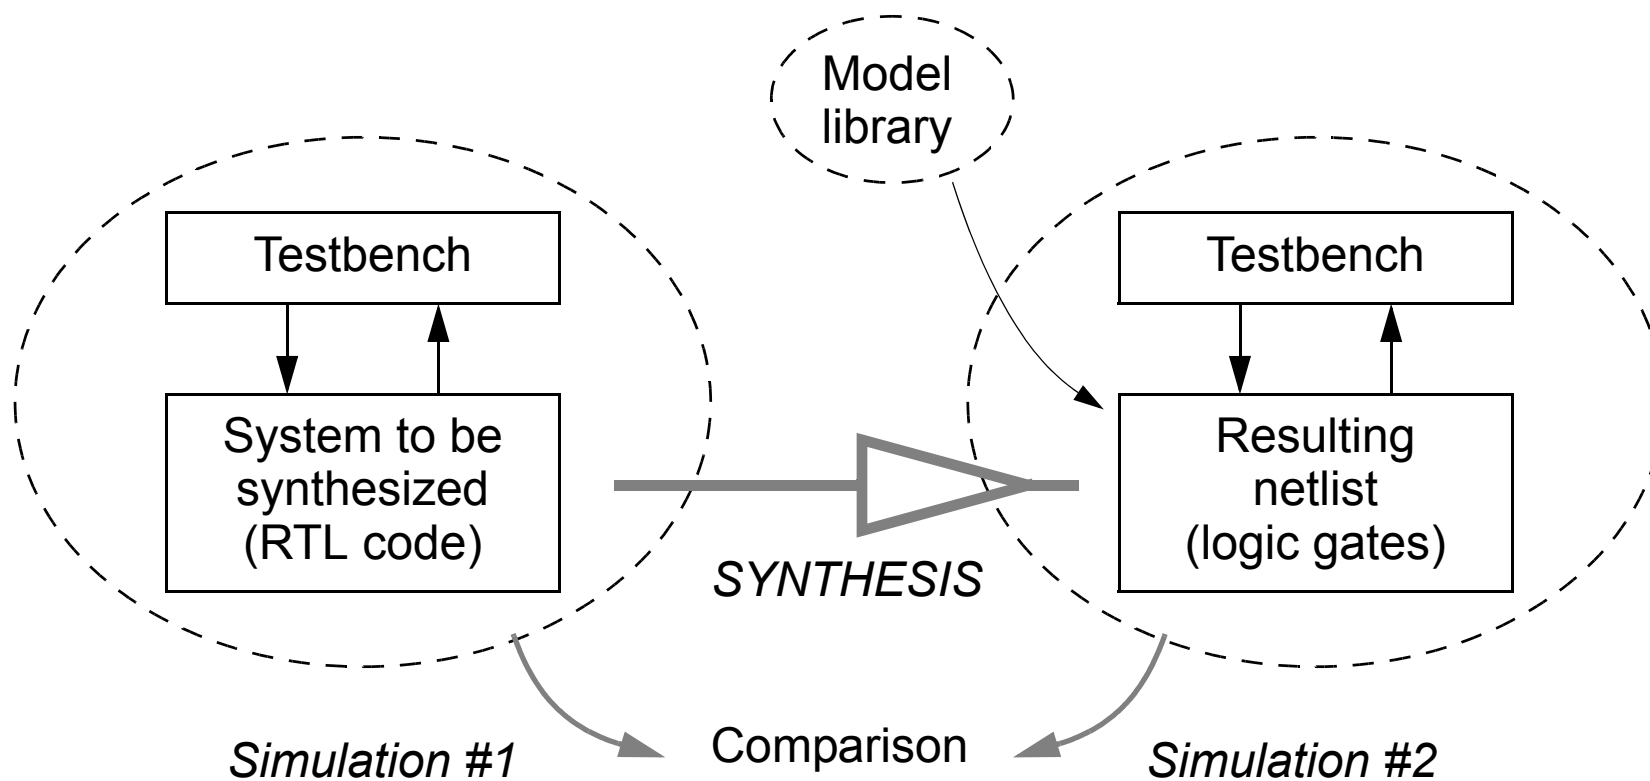 Model
library
Testbench
Testbench
System to be
synthesized
(RTL code)
Resulting
netlist
(logic gates)
SYNTHESIS
Comparison
Simulation #1
Simulation #2